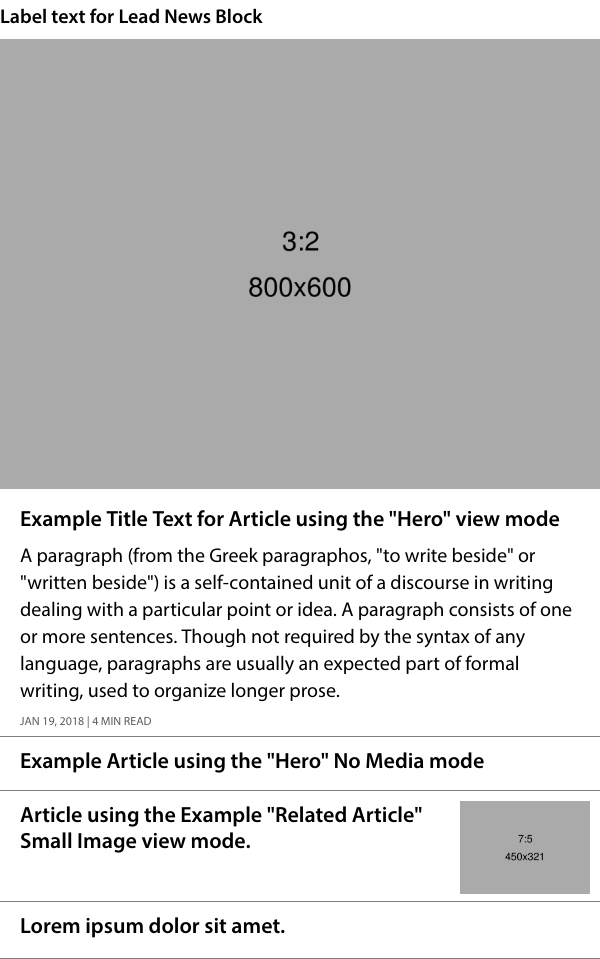 Label text for Lead News Block
3:2
800x600
Example Title Text for Article using the "Hero" view mode
A paragraph (from the Greek paragraphos, "to write beside" or
"written beside") is a self-contained unit of a discourse in writing
dealing with a particular point or idea. A paragraph consists of one
or more sentences. Though not required by the syntax of any
language, paragraphs are usually an expected part of formal
writing, used to organize longer prose.
JAN 19, 2018 | 4 MIN READ
Example Article using the "Hero" No Media mode
Article using the Example "Related Article"
Small Image view mode.
7:5
450x321
Lorem ipsum dolor sit amet.